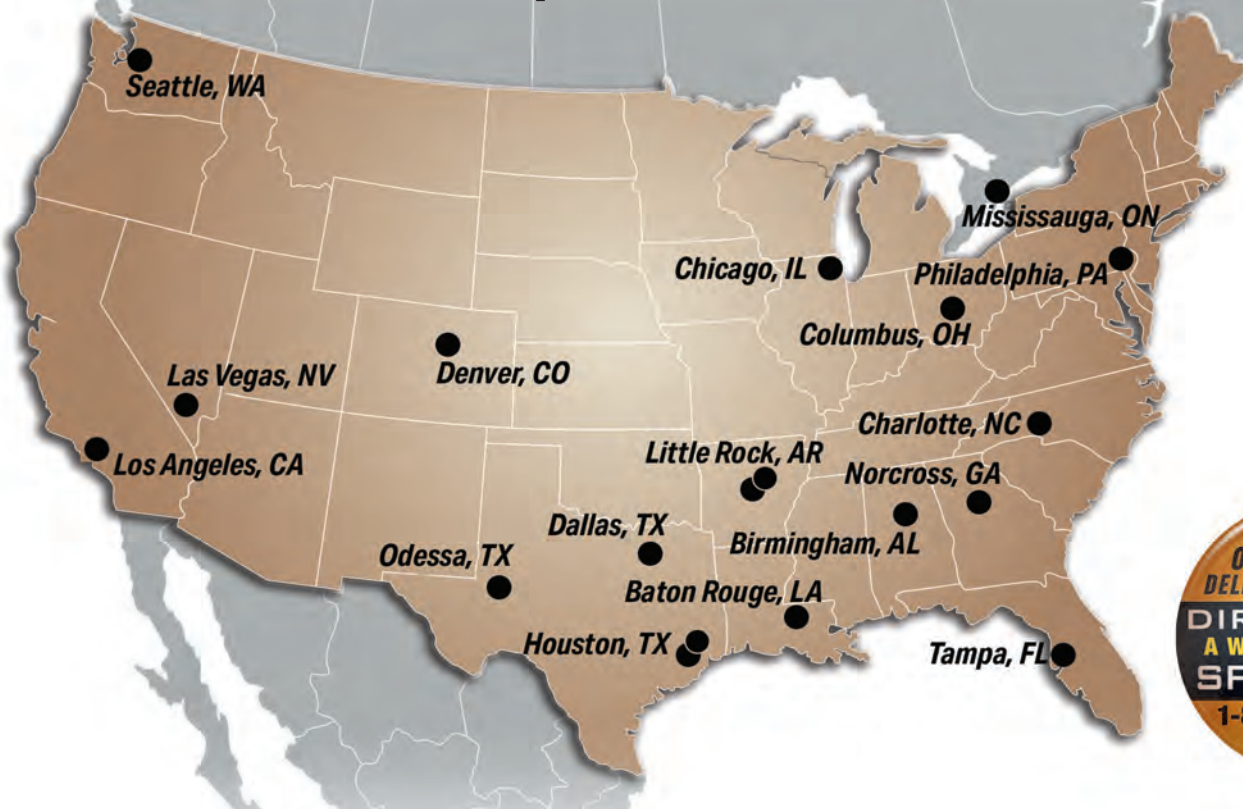 Seattle, WA
Mississauga, ON
Chicago, IL
Philadelphia, PA
Columbus, OH
Las Vegas, NV
Denver, CO
Charlotte, NC
Little Rock, AR
Los Angeles, CA
Norcross, GA
Dallas, TX
Birmingham, AL
Odessa, TX
Baton Rouge, LA
Houston, TX
Tampa, FL
A W
1-